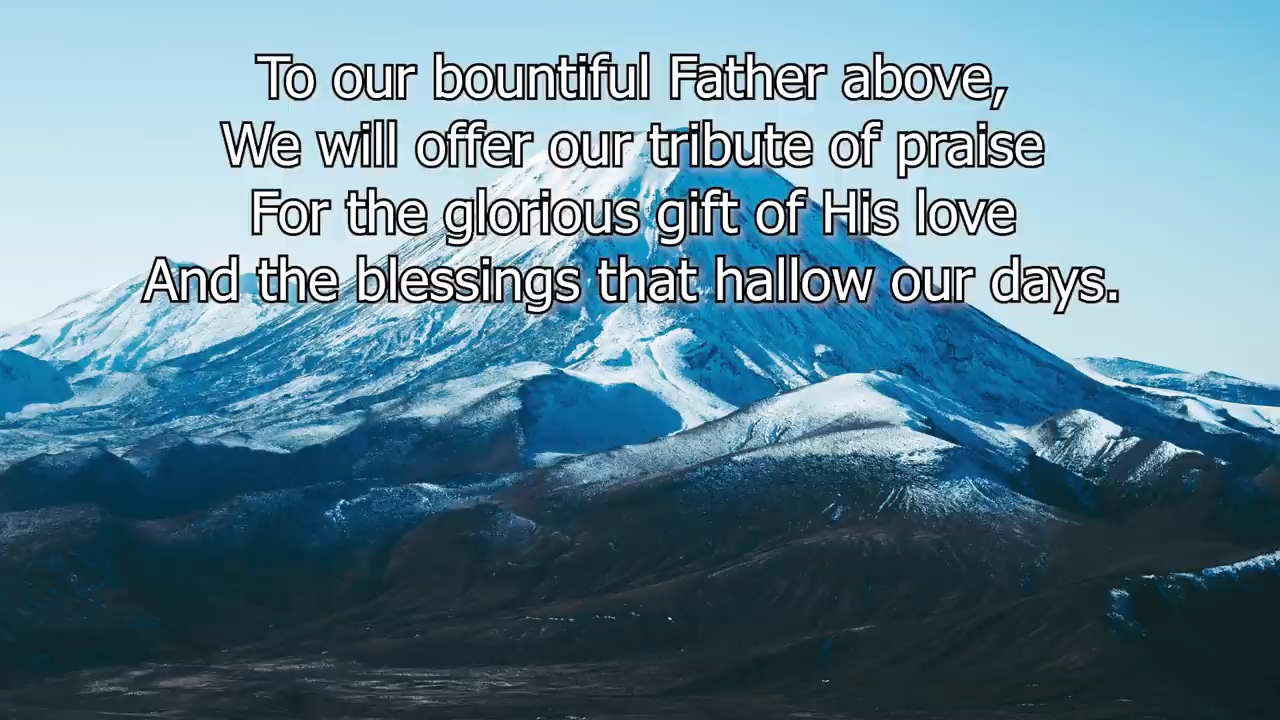 To our bountiful Father above,
We will offer our tribute of praise
For the glorious gift of His love
And the blessings that hallow our days.